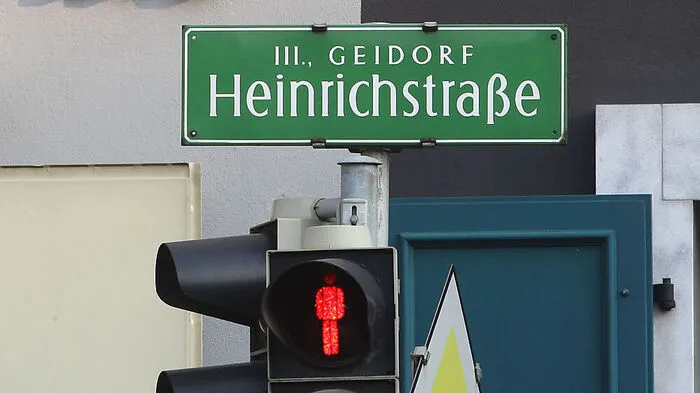 III., GEIDORF
Heinrichstraße